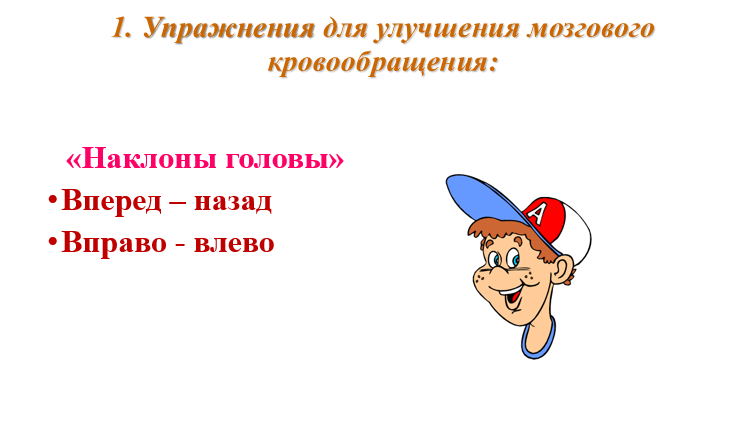 1. Упражнения для улучшения мозгового
кровообращения:
«Наклоны головы»
•Вперед – назад
•Вправо - влево
A